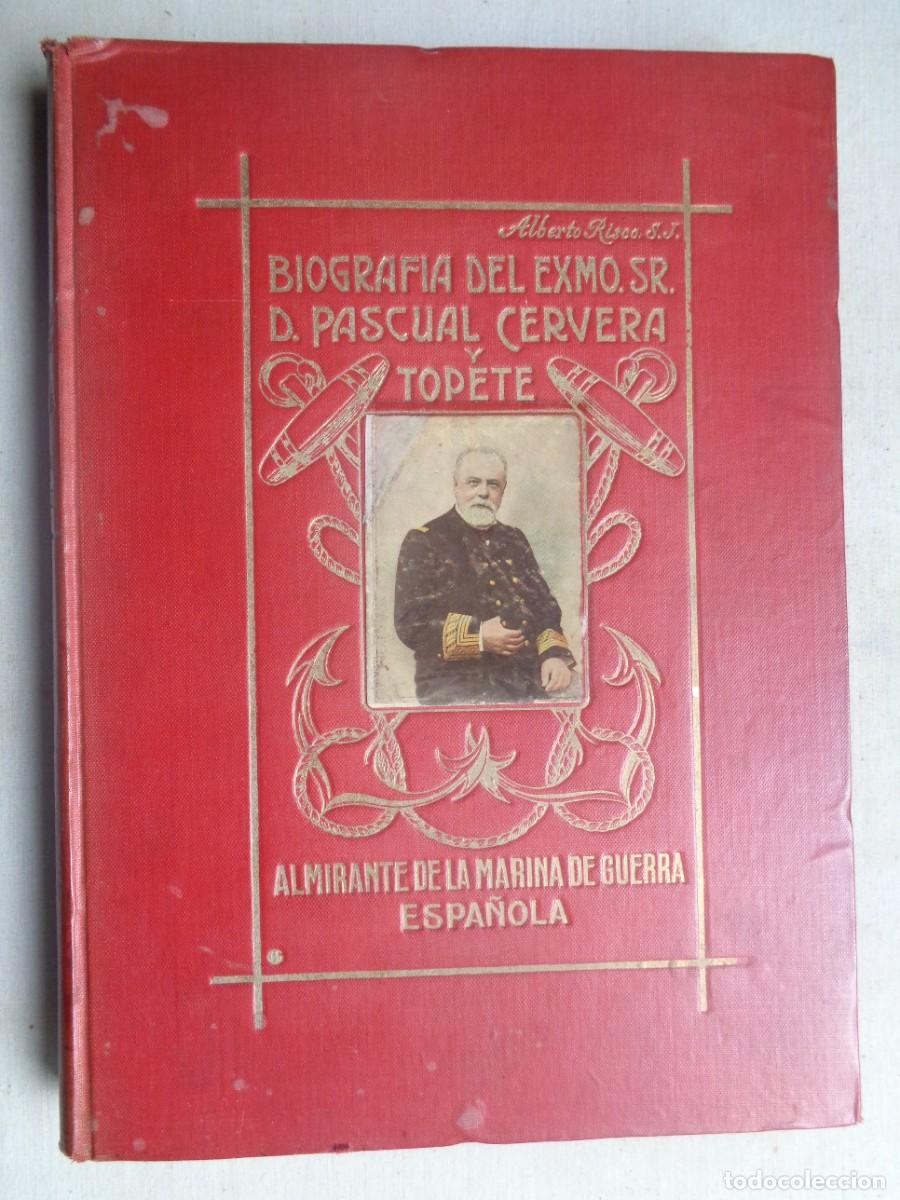 Alberto Risco. S.J.
BIOGRAFIA DEL EXMO. SR.
D. PASCUAL CERVERA
Y
TOPETE
ALMIRANTE DE LA MARINA DE GUERRA
ESPAÑOLA
todocoleccion